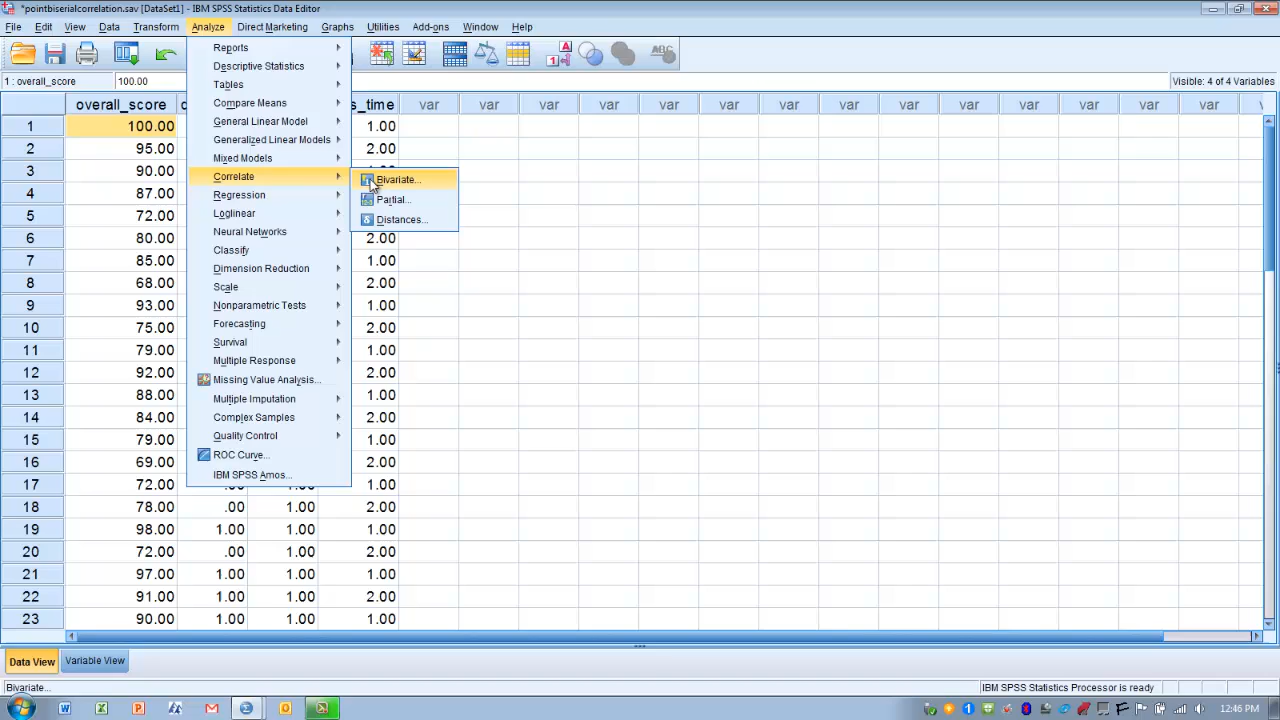 *pointbiserialcorrelation.sav [DataSet1] - IBM SPSS Statistics Data Editor
File Edit View Data Transform Analyze Direct Marketing Graphs Utilities Add-ons Window Help
1 : overall_score 100.00 Visible: 4 of 4 Variables
overall_score s_time var var var var var var var var var var var var var var
Reports
Descriptive Statistics
Tables
Compare Means
General Linear Model
Generalized Linear Models
Mixed Models
Correlate
Regression
Loglinear
Neural Networks
Classify
Dimension Reduction
Scale
Nonparametric Tests
Forecasting
Survival
Multiple Response
Missing Value Analysis...
Multiple Imputation
Complex Samples
Quality Control
ROC Curve...
IBM SPSS Amos...
Bivariate...
Partial...
Distances...
1 100.00 1.00
2 95.00 2.00
3 90.00
4 87.00
5 72.00
6 80.00 2.00
7 85.00 1.00
8 68.00 2.00
9 93.00 1.00
10 75.00 2.00
11 79.00 1.00
12 92.00 2.00
13 88.00 1.00
14 84.00 2.00
15 79.00 1.00
16 69.00 2.00
17 72.00 .00 1.00 1.00
18 78.00 .00 1.00 2.00
19 98.00 1.00 1.00 1.00
20 72.00 .00 1.00 2.00
21 97.00 1.00 1.00 1.00
22 91.00 1.00 1.00 2.00
23 90.00 1.00 1.00 1.00
Data View Variable View
Bivariate... IBM SPSS Statistics Processor is ready
12:46 PM